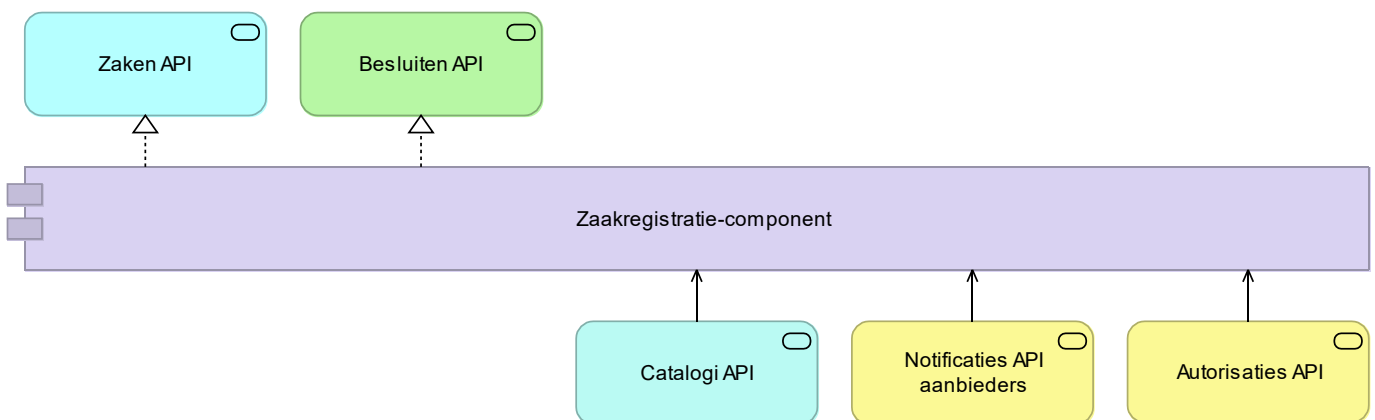 Zaken API
Besluiten API
Zaakregistratie-component
Catalogi API
Notificaties API
aanbieders
Autorisaties API